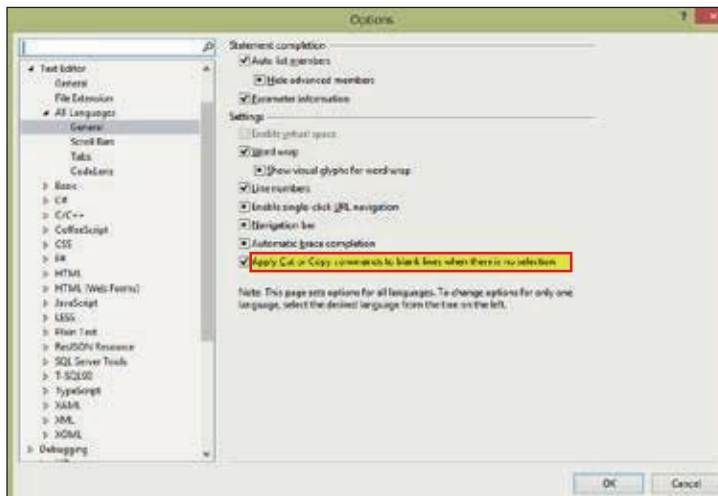 Options
Text Editor
General
File Extension
All Languages
General
Scroll Bars
Tabs
CodeLens
Basic
C#
C/C++
CoffeeScript
CSS
F#
HTML
HTML (Web Forms)
JavaScript
LESS
Plain Text
ResJSON Resource
SQL Server Tools
T-SQL90
TypeScript
XAML
XML
XOML
Debugging
Statement completion
Auto list members
Hide advanced members
Parameter information
Settings
Enable virtual space
Word wrap
Show visual glyphs for word wrap
Line numbers
Enable single-click URL navigation
Navigation bar
Automatic brace completion
Apply Cut or Copy commands to blank lines when there is no selection
Note: This page sets options for all languages. To change options for only one
language, select the desired language from the tree on the left.
OK
Cancel